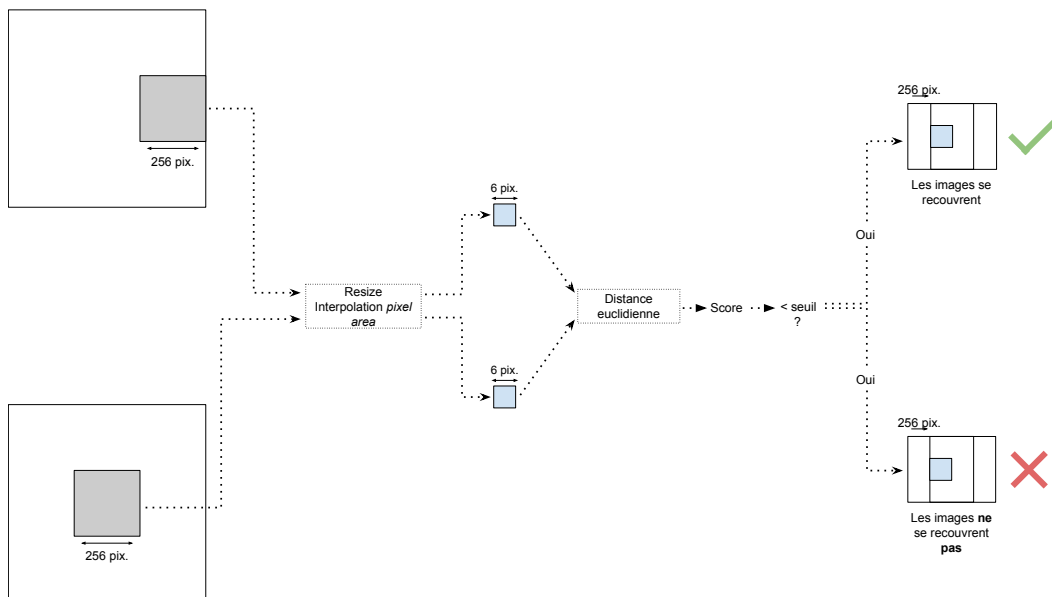 256 pix.
256 pix.
Resize
Interpolation pixel
area
6 pix.
6 pix.
Distance
euclidienne
Score
< seuil
?
Oui
Oui
256 pix.
Les images se
recouvrent
256 pix.
Les images ne
se recouvrent
pas